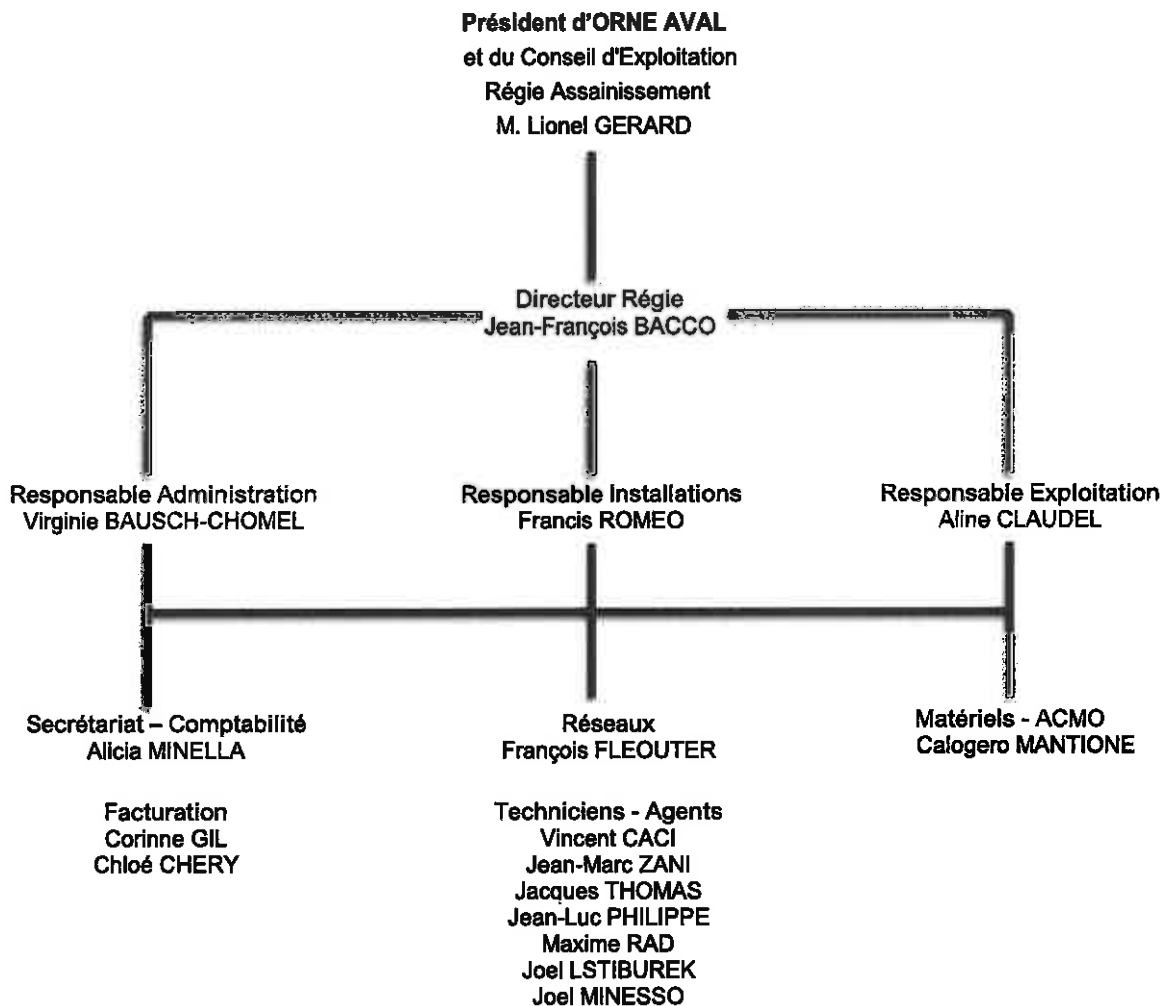 Président d'ORNE AVAL
et du Conseil d'Exploitation
Régie Assainissement
M. Lionel GERARD
Directeur Régie
Jean-François BACCO
Responsable Administration
Virginie BAUSCH-CHOMEL
Responsable Installations
Francis ROMEO
Responsable Exploitation
Aline CLAUDEL
Secrétariat – Comptabilité
Alicia MINELLA
Facturation
Corinne GIL
Chloé CHERY
Réseaux
François FLEOUTER
Techniciens - Agents
Vincent CACI
Jean-Marc ZANI
Jacques THOMAS
Jean-Luc PHILIPPE
Maxime RAD
Joel LSTIBUREK
Joel MINESSO
Matériels - ACMO
Calogero MANTIONE